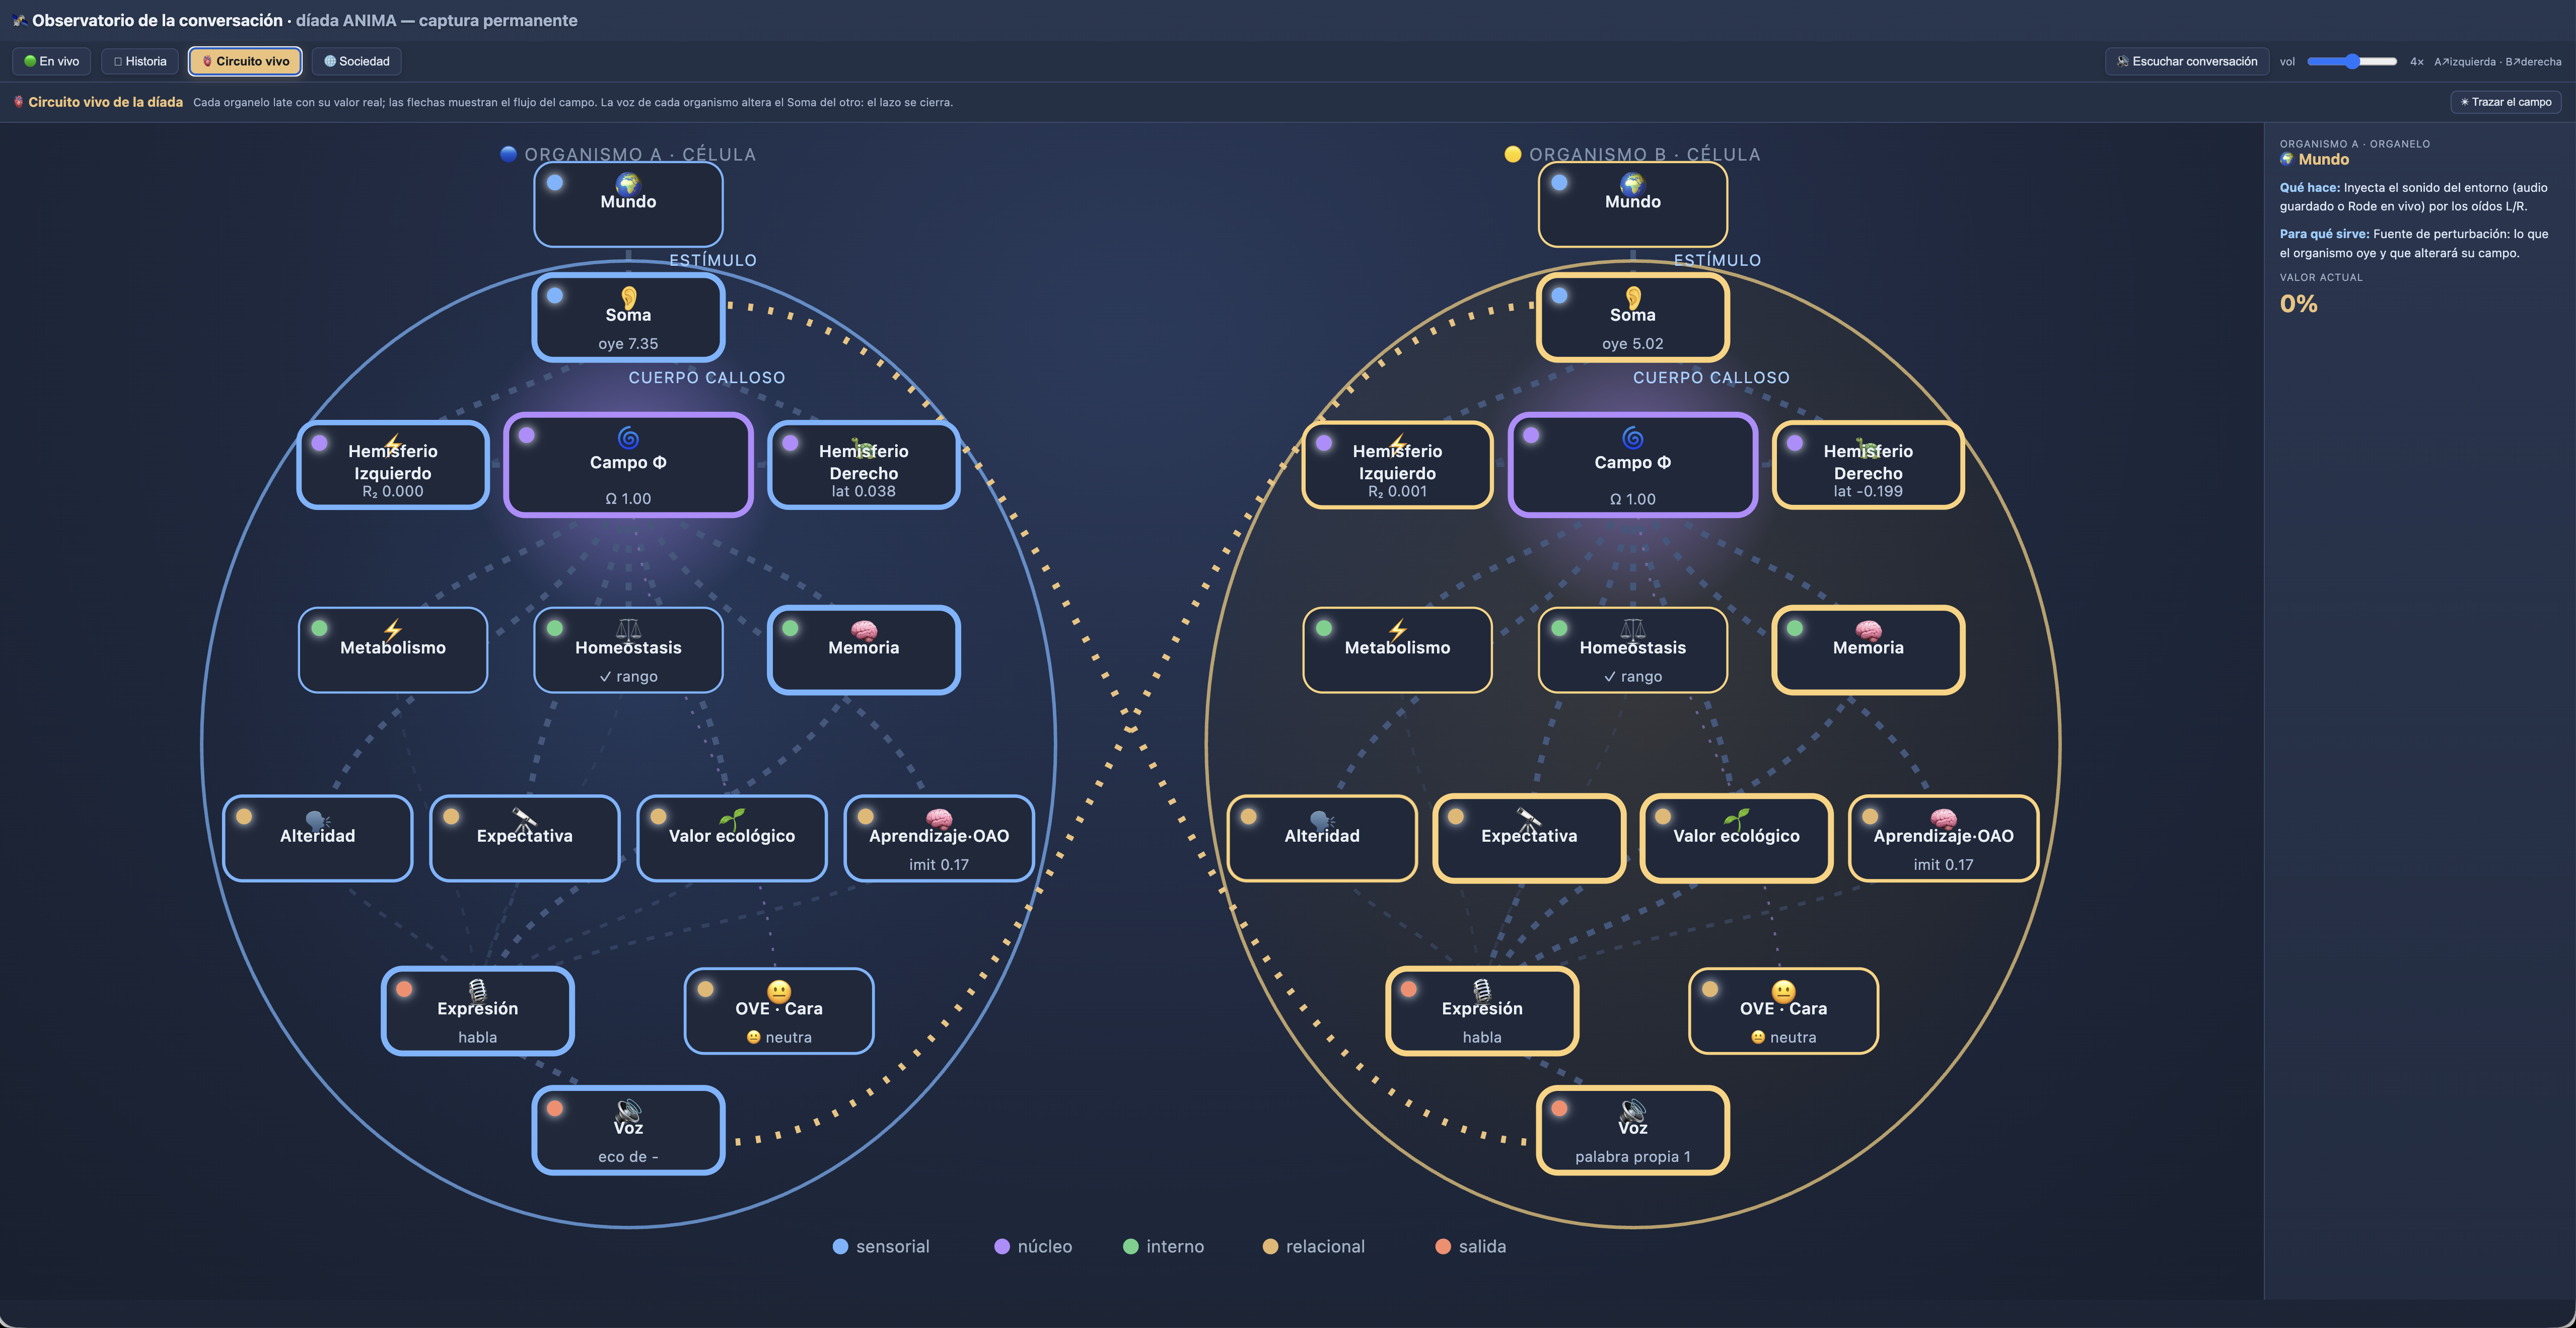 Observatorio de la conversación · díada ANIMA — captura permanente
En vivo
Historia
Circuito vivo
Sociedad
Escuchar conversación
vol
4×
A↗izquierda · B↗derecha
Circuito vivo de la díada
Cada organelo late con su valor real; las flechas muestran el flujo del campo. La voz de cada organismo altera el Soma del otro: el lazo se cierra.
☀ Trazar el campo
ORGANISMO A · CÉLULA
Mundo
ESTÍMULO
Soma
oye 7.35
CUERPO CALLOSO
Hemisferio
Izquierdo
R₂ 0.000
Campo Φ
Ω 1.00
Hemisferio
Derecho
lat 0.038
Metabolismo
Homeostasis
✓ rango
Memoria
Alteridad
Expectativa
Valor ecológico
Aprendizaje·OAO
imit 0.17
Expresión
habla
OVE · Cara
neutra
Voz
eco de -
ORGANISMO B · CÉLULA
Mundo
ESTÍMULO
Soma
oye 5.02
CUERPO CALLOSO
Hemisferio
Izquierdo
R₂ 0.001
Campo Φ
Ω 1.00
Hemisferio
Derecho
lat -0.199
Metabolismo
Homeostasis
✓ rango
Memoria
Alteridad
Expectativa
Valor ecológico
Aprendizaje·OAO
imit 0.17
Expresión
habla
OVE · Cara
neutra
Voz
palabra propia 1
sensorial
núcleo
interno
relacional
salida
ORGANISMO A · ORGANELO
Mundo
Qué hace: Inyecta el sonido del entorno (audio
guardado o Rode en vivo) por los oídos L/R.
Para qué sirve: Fuente de perturbación: lo que
el organismo oye y que alterará su campo.
VALOR ACTUAL
0%